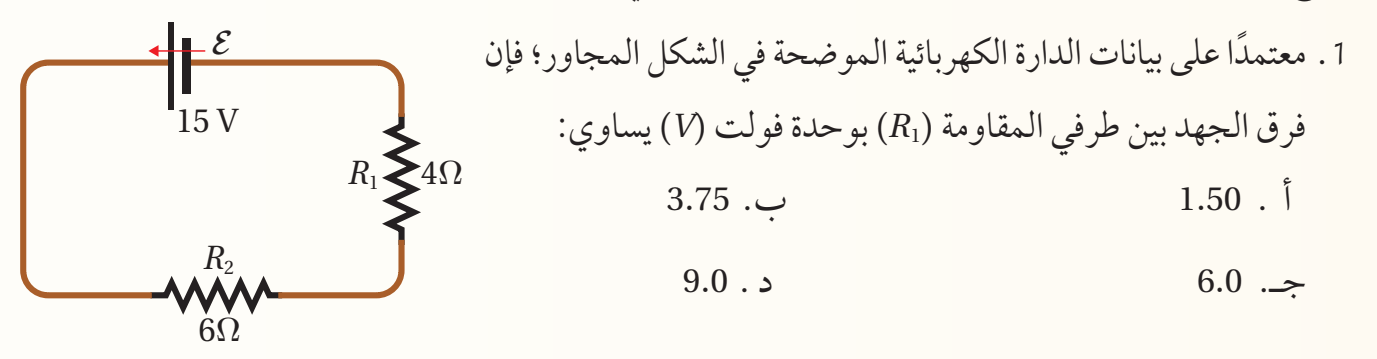 1. معتمدًا على بيانات الدارة الكهربائية الموضحة في الشكل المجاور؛ فإن
فرق الجهد بين طرفي المقاومة (R₁) بوحدة فولت (V) يساوي:
أ . 1.50
ب. 3.75
جـ. 6.0
د . 9.0
ℰ
15 V
R₁
4Ω
R₂
6Ω